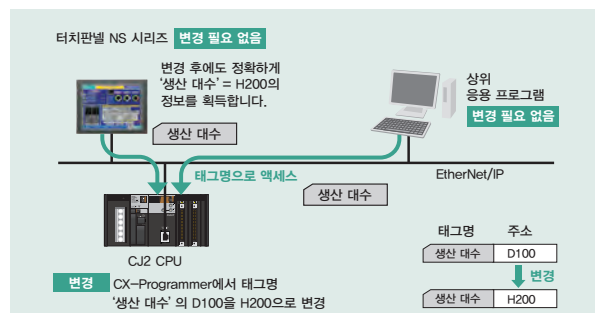 터치판넬 NS 시리즈 변경 필요 없음
변경 후에도 정확하게
'생산 대수' = H200의
정보를 획득합니다.
생산 대수
상위
응용 프로그램
변경 필요 없음
태그명으로 액세스
EtherNet/IP
생산 대수
CJ2 CPU
변경 CX-Programmer에서 태그명
'생산 대수' 의 D100을 H200으로 변경
태그명 주소
생산 대수 D100
변경
생산 대수 H200